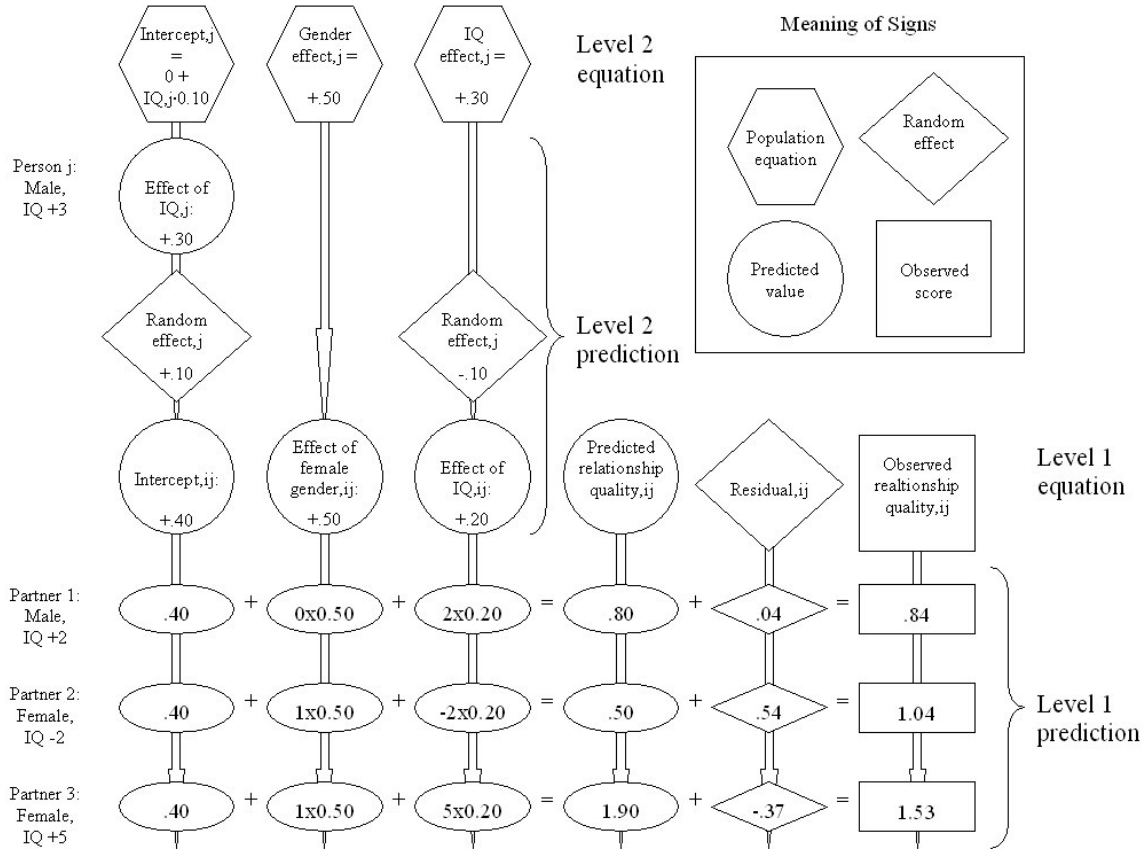 Intercept,j
=
0 +
IQ,j·0.10
Gender
effect,j =
+.50
IQ
effect,j =
+.30
Level 2
equation
Meaning of Signs
Population
equation
Random
effect
Predicted
value
Observed
score
Person j:
Male,
IQ +3
Effect of
IQ,j:
+.30
Random
effect,j
+.10
Random
effect,j
-.10
Level 2
prediction
Intercept,ij:
+.40
Effect of
female
gender,ij:
+.50
Effect of
IQ,ij:
+.20
Predicted
relationship
quality,ij
Residual,ij
Observed
realtionship
quality,ij
Level 1
equation
Partner 1:
Male,
IQ +2
.40 + 0x0.50 + 2x0.20 = .80 + .04 = .84
Partner 2:
Female,
IQ -2
.40 + 1x0.50 + -2x0.20 = .50 + .54 = 1.04
Level 1
prediction
Partner 3:
Female,
IQ +5
.40 + 1x0.50 + 5x0.20 = 1.90 + -.37 = 1.53